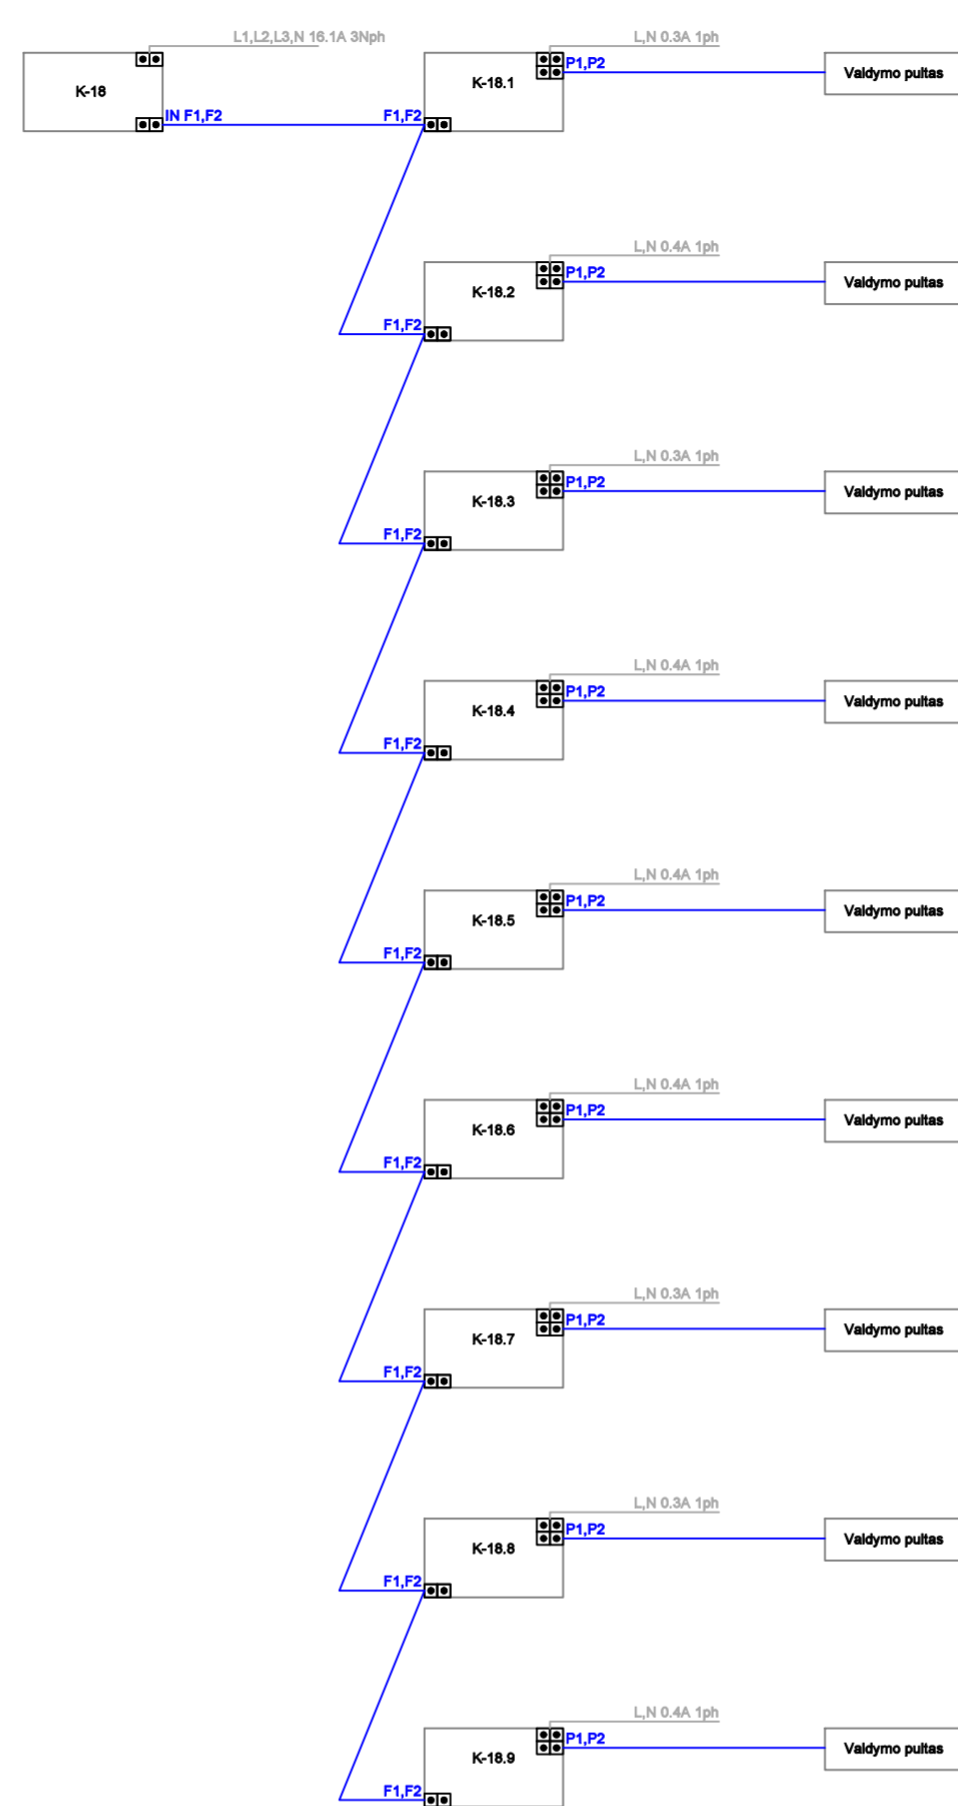 L1,L2,L3,N 16.1A 3Nph
L,N 0.3A 1ph
K-18
K-18.1
P1,P2
Valdymo pultas
IN F1,F2
F1,F2
L,N 0.4A 1ph
K-18.2
P1,P2
Valdymo pultas
F1,F2
L,N 0.3A 1ph
K-18.3
P1,P2
Valdymo pultas
F1,F2
L,N 0.4A 1ph
K-18.4
P1,P2
Valdymo pultas
F1,F2
L,N 0.4A 1ph
K-18.5
P1,P2
Valdymo pultas
F1,F2
L,N 0.4A 1ph
K-18.6
P1,P2
Valdymo pultas
F1,F2
L,N 0.3A 1ph
K-18.7
P1,P2
Valdymo pultas
F1,F2
L,N 0.3A 1ph
K-18.8
P1,P2
Valdymo pultas
F1,F2
L,N 0.4A 1ph
K-18.9
P1,P2
Valdymo pultas
F1,F2